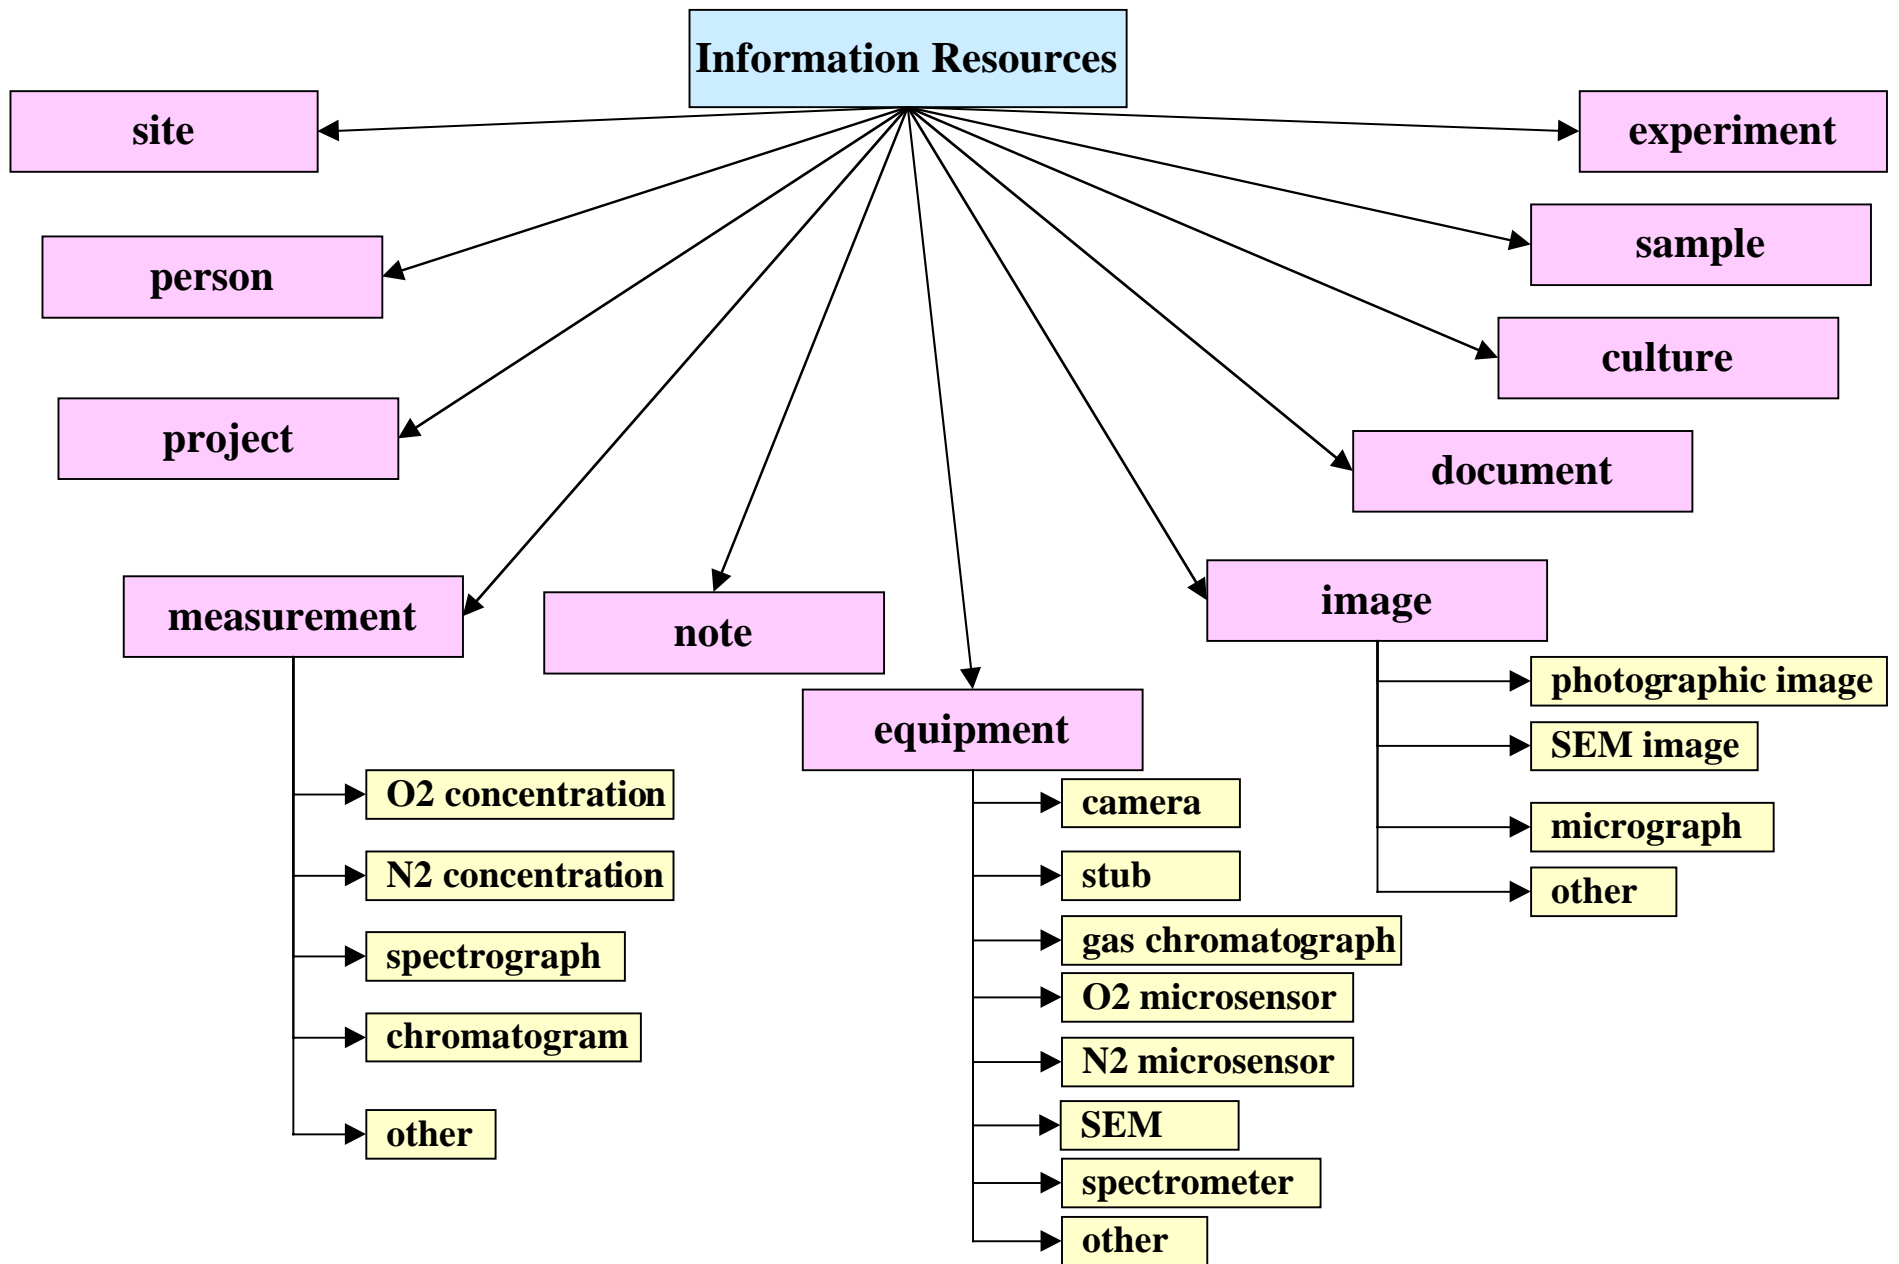 Information Resources
site
experiment
person
sample
project
culture
document
measurement
note
equipment
image
O2 concentration
N2 concentration
spectrograph
chromatogram
other
camera
stub
gas chromatograph
O2 microsensor
N2 microsensor
SEM
spectrometer
other
photographic image
SEM image
micrograph
other